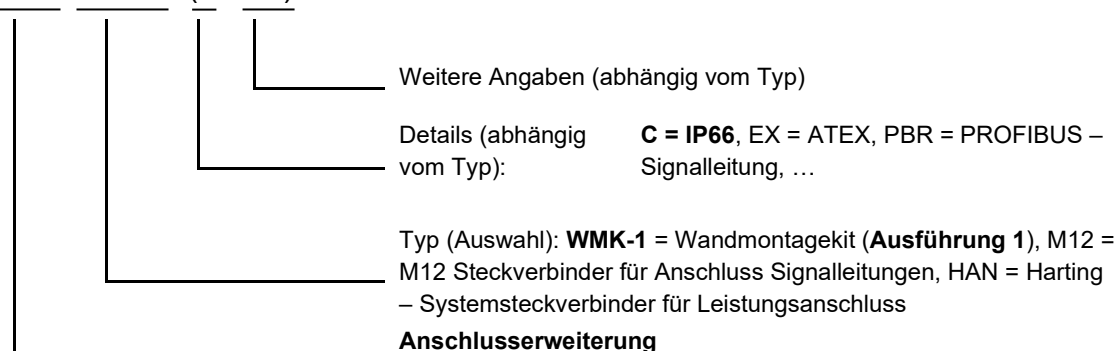 Weitere Angaben (abhängig vom Typ)
Details (abhängig vom Typ):
C = IP66, EX = ATEX, PBR = PROFIBUS –
Signalleitung, …
Typ (Auswahl): WMK-1 = Wandmontagekit (Ausführung 1), M12 =
M12 Steckverbinder für Anschluss Signalleitungen, HAN = Harting
– Systemsteckverbinder für Leistungsanschluss
Anschlusserweiterung